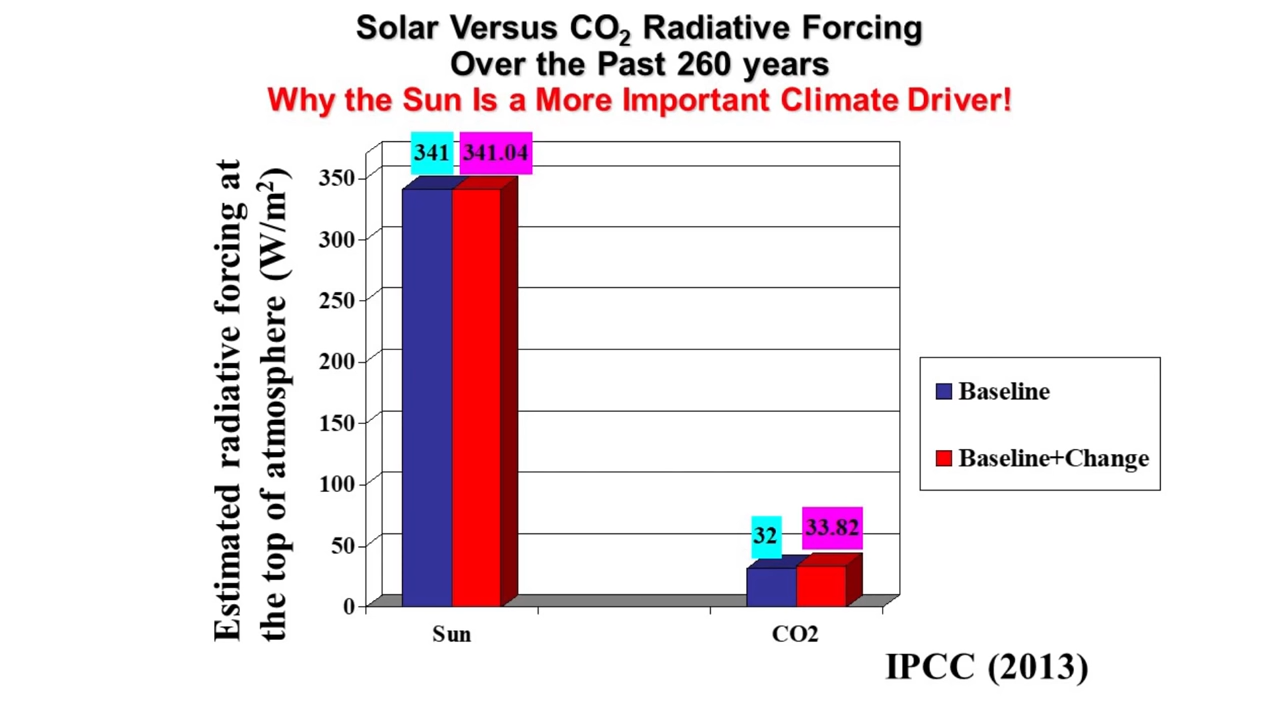 Solar Versus CO₂ Radiative Forcing
Over the Past 260 years
Why the Sun Is a More Important Climate Driver!
Estimated radiative forcing at
the top of atmosphere (W/m²)
350
300
250
200
150
100
50
0
341
341.04
32
33.82
Sun
CO2
Baseline
Baseline+Change
IPCC (2013)